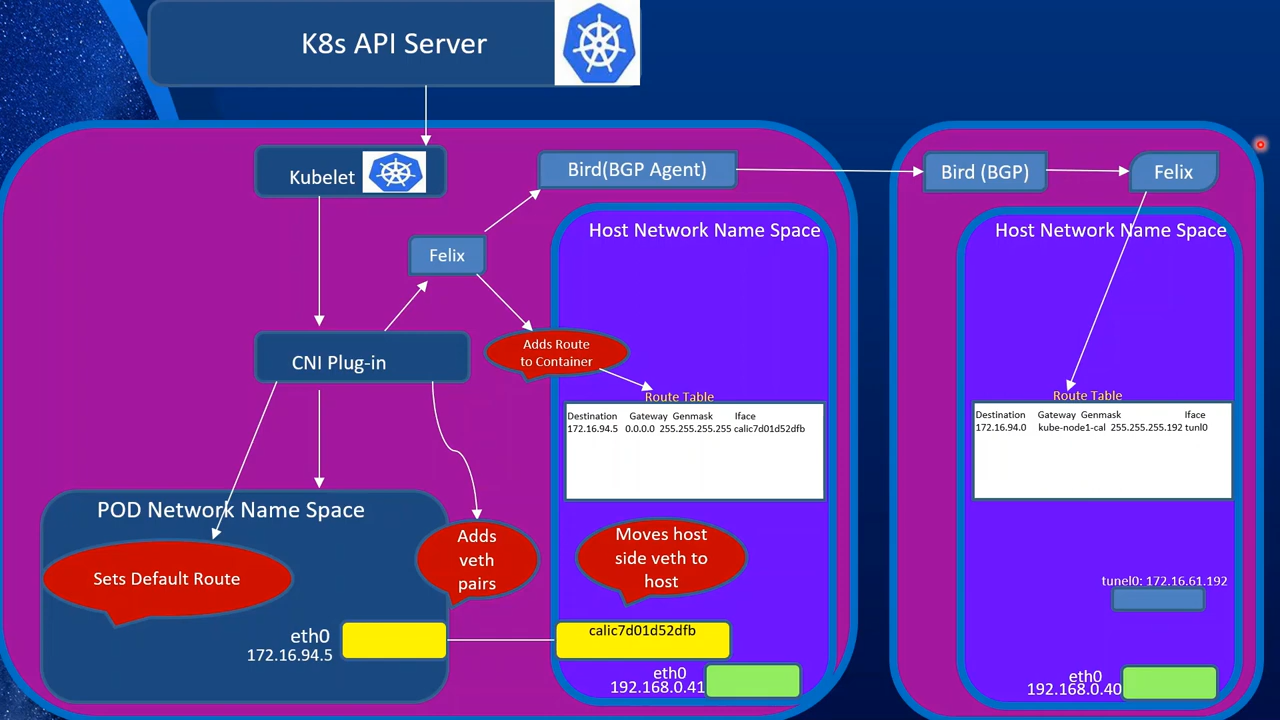 K8s API Server
Kubelet
Bird(BGP Agent)
Bird (BGP)
Felix
Felix
Host Network Name Space
Host Network Name Space
Adds Route
to Container
CNI Plug-in
Route Table
Destination Gateway Genmask Iface
172.16.94.5 0.0.0.0 255.255.255.255 calic7d01d52dfb
Route Table
Destination Gateway Genmask Iface
172.16.94.0 kube-node1-cal 255.255.255.192 tunl0
POD Network Name Space
Sets Default Route
Adds
veth
pairs
Moves host
side veth to
host
tunel0: 172.16.61.192
eth0
172.16.94.5
calic7d01d52dfb
eth0
192.168.0.41
eth0
192.168.0.40